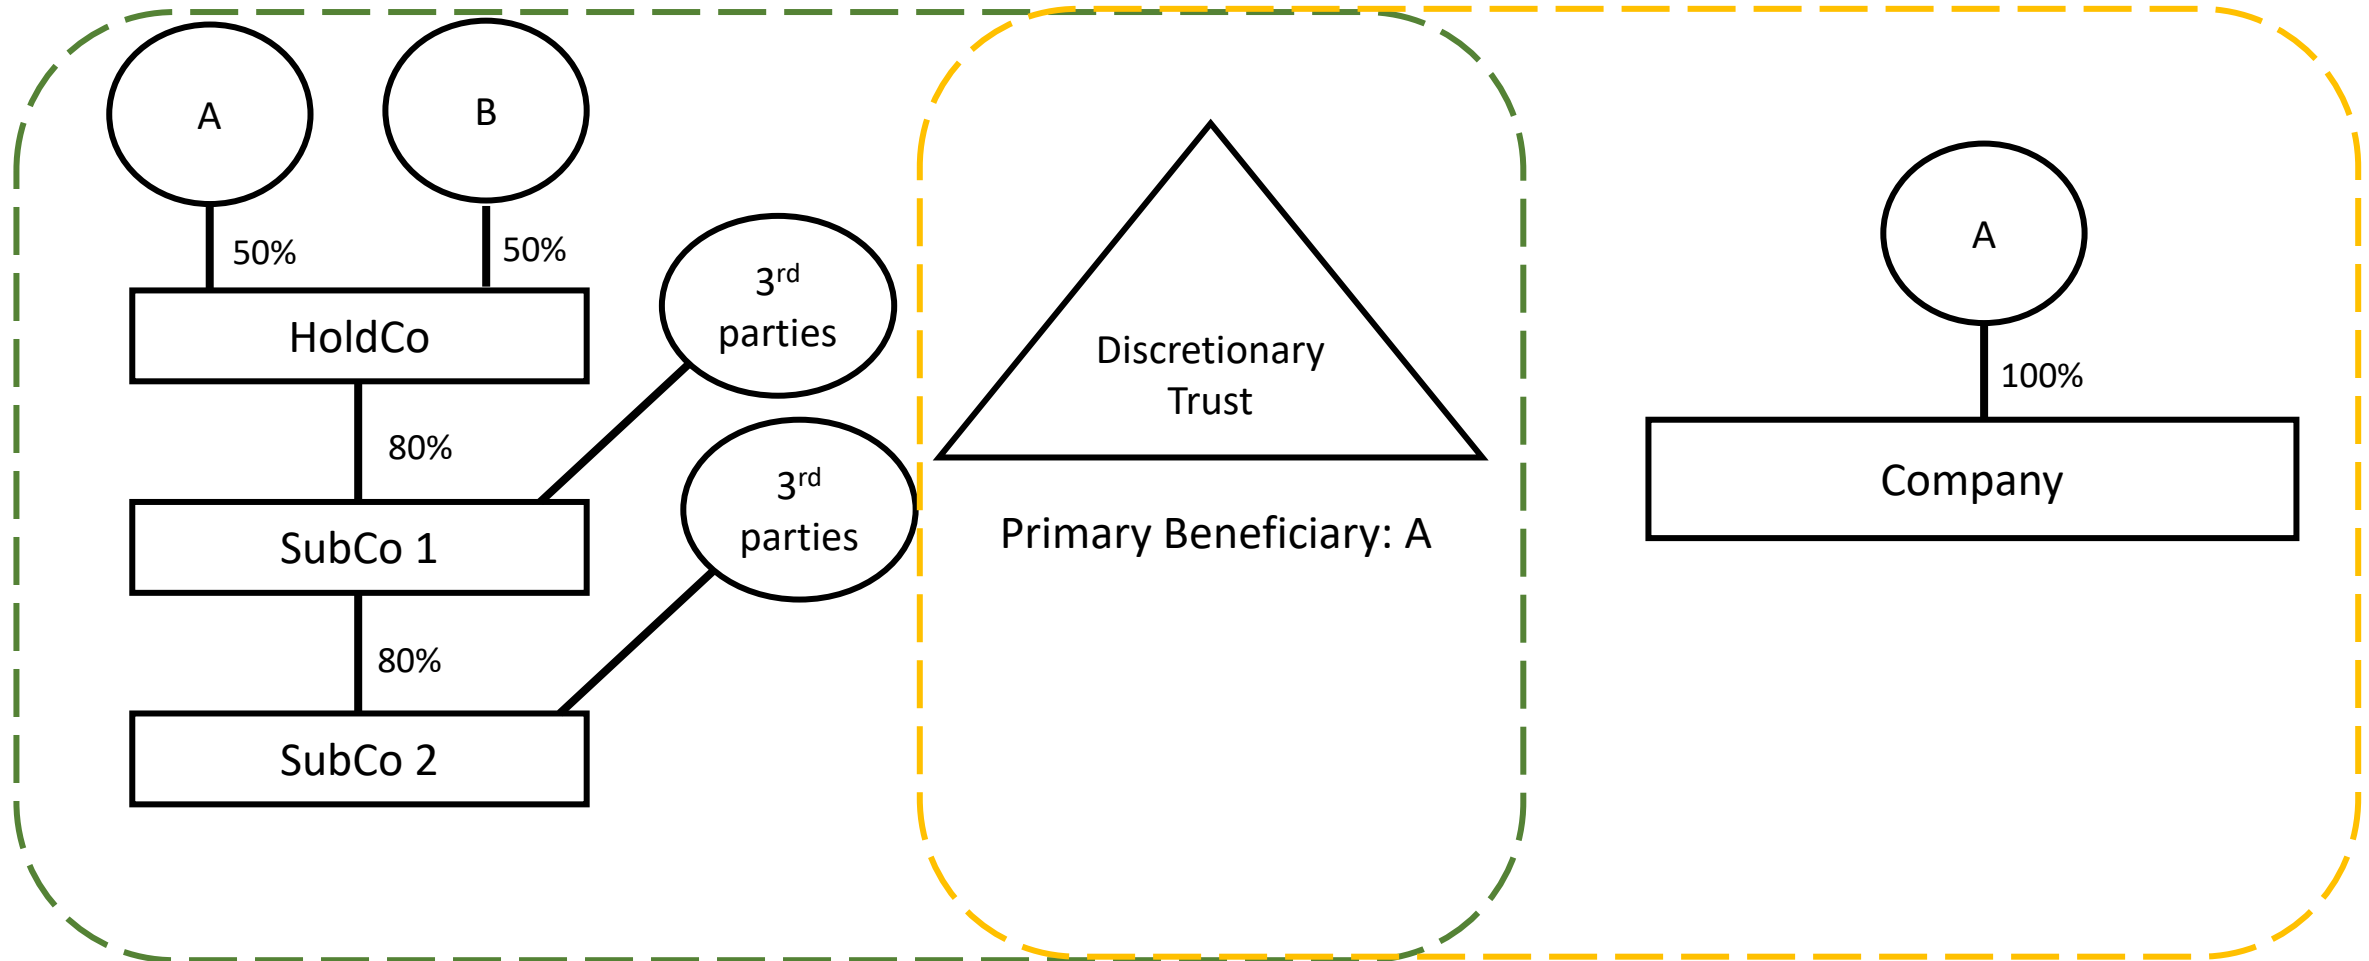 A
B
50%
50%
HoldCo
3rd
parties
80%
SubCo 1
3rd
parties
80%
SubCo 2
Discretionary
Trust
Primary Beneficiary: A
A
100%
Company